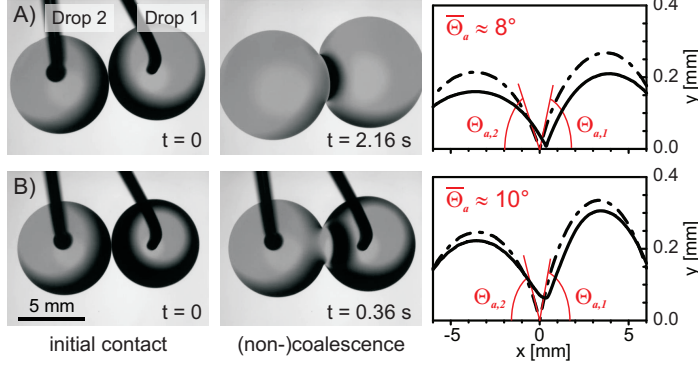 A)
Drop 2
Drop 1
t = 0
t = 2.16 s
Θ̅a ≈ 8°
Θa,2
Θa,1
0.4
0.2
0.0
y [mm]
B)
5 mm
t = 0
t = 0.36 s
Θ̅a ≈ 10°
Θa,2
Θa,1
0.4
0.2
0.0
y [mm]
-6
0
6
x [mm]
initial contact
(non-)coalescence